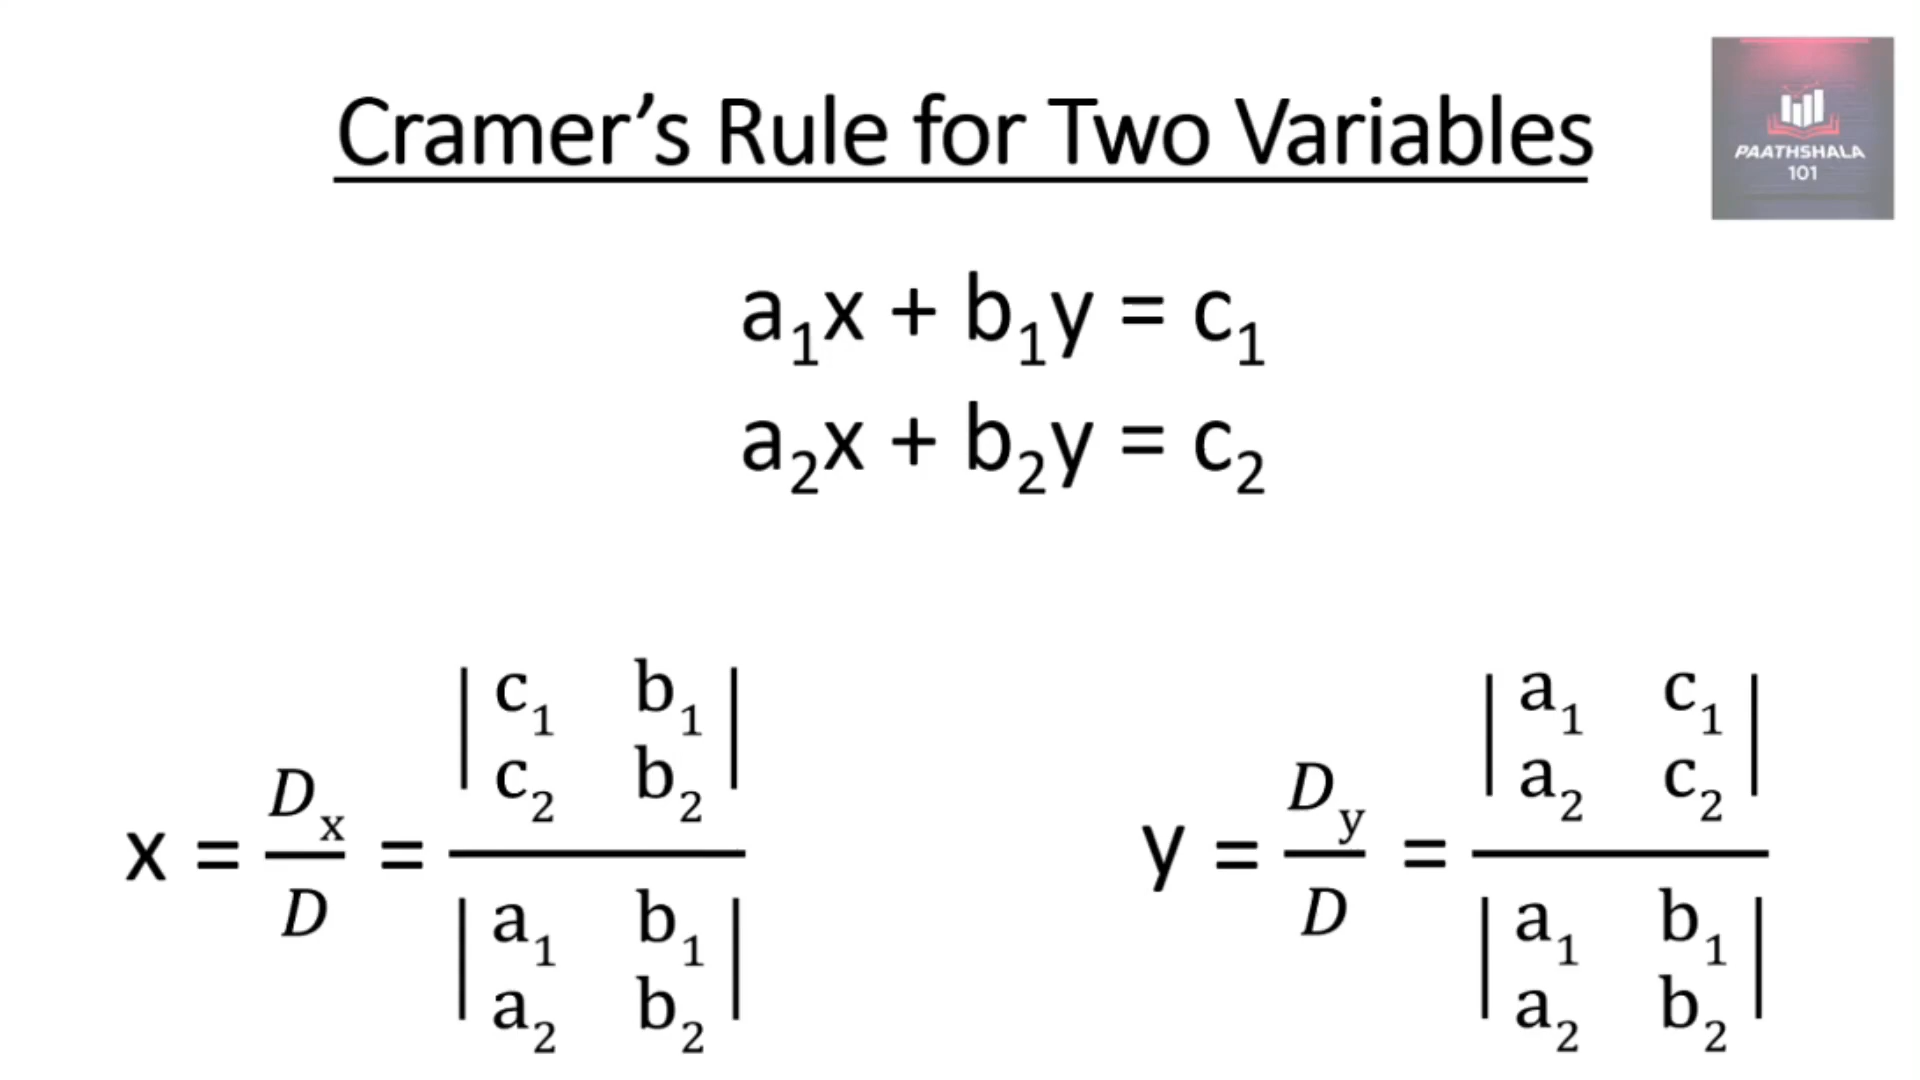 Cramer’s Rule for Two Variables
PAATHSHALA
101
a₁x + b₁y = c₁
a₂x + b₂y = c₂
x = Dₓ/D = |c₁ b₁; c₂ b₂| / |a₁ b₁; a₂ b₂|
y = D_y/D = |a₁ c₁; a₂ c₂| / |a₁ b₁; a₂ b₂|